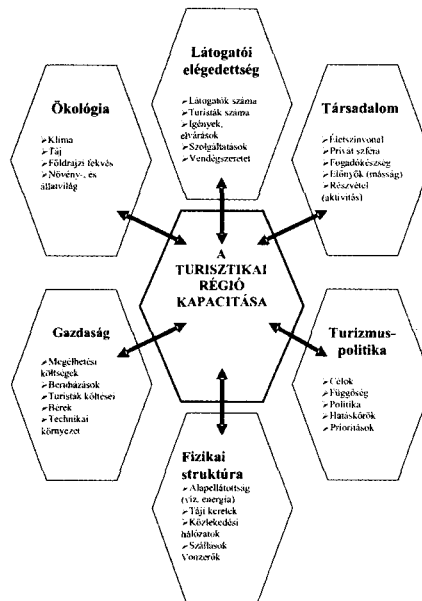 Látogatói
elégedettség
➢Látogatók száma
➢Turisták száma
➢Igények,
elvárások
➢Szolgáltatások
➢Vendégszeretet
Ökológia
➢Klíma
➢Táj
➢Földrajzi fekvés
➢Növény-, és
állatvilág
Társadalom
➢Életszínvonal
➢Privát szféra
➢Fogadókészség
➢Előnyök (másság)
➢Részvétel
(aktivitás)
A
TURISZTIKAI
RÉGIÓ
KAPACITÁSA
Gazdaság
➢Megélhetési
költségek
➢Beruházások
➢Turisták költései
➢Bérek
➢Technikai
környezet
Turizmus-
politika
➢Célok
➢Függőség
➢Politika
➢Hatáskörök
➢Prioritások
Fizikai
struktúra
➢Alapellátottság
(víz, energia)
➢Táji keretek
➢Közlekedési
hálózatok
➢Szállások
Vonzerők